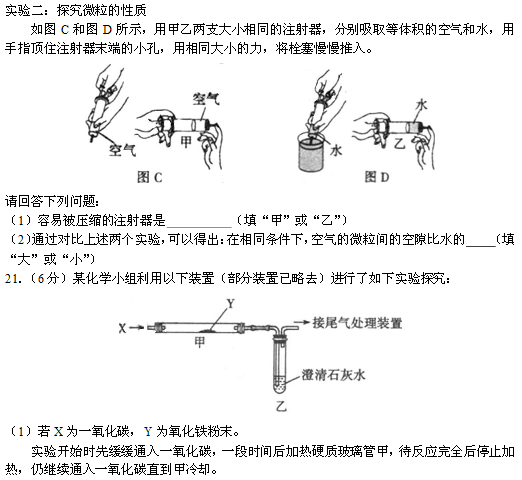 实验二：探究微粒的性质
如图 C 和图 D 所示，用甲乙两支大小相同的注射器，分别吸取等体积的空气和水，用
手指顶住注射器末端的小孔，用相同大小的力，将栓塞慢慢推入。
空气
甲
空气
图 C
水
乙
水
图 D
请回答下列问题：
（1）容易被压缩的注射器是__________（填“甲”或“乙”）
（2）通过对比上述两个实验，可以得出：在相同条件下，空气的微粒间的空隙比水的____（填
“大”或“小”）
21.（6分）某化学小组利用以下装置（部分装置已略去）进行了如下实验探究：
Y
X
甲
接尾气处理装置
澄清石灰水
乙
（1）若 X 为一氧化碳，Y 为氧化铁粉末。
实验开始时先缓缓通入一氧化碳，一段时间后加热硬质玻璃管甲，待反应完全后停止加
热，仍继续通入一氧化碳直到甲冷却。